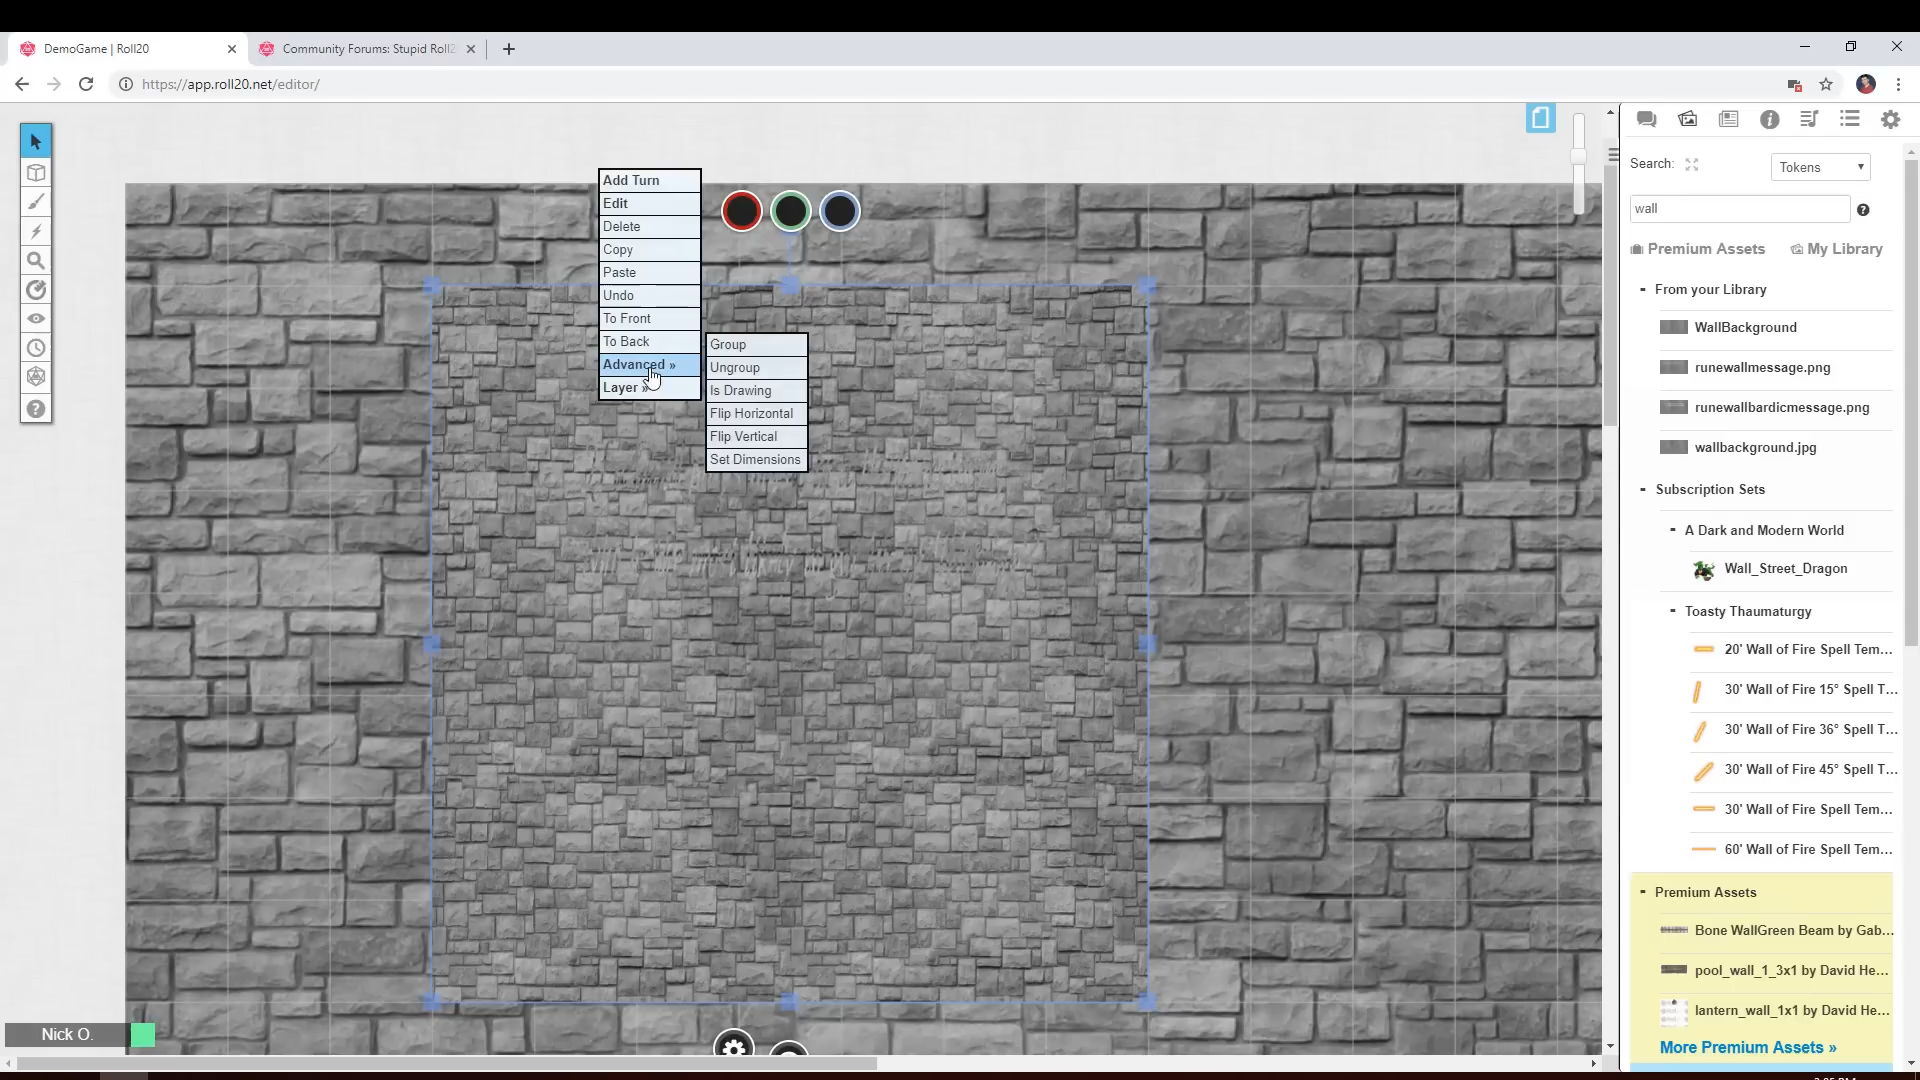 DemoGame | Roll20
Community Forums: Stupid Roll2
https://app.roll20.net/editor/
Add Turn
Edit
Delete
Copy
Paste
Undo
To Front
To Back
Advanced »
Layer »
Group
Ungroup
Is Drawing
Flip Horizontal
Flip Vertical
Set Dimensions
Search:
Tokens
wall
Premium Assets
My Library
From your Library
WallBackground
runewallmessage.png
runewallbardicmessage.png
wallbackground.jpg
Subscription Sets
A Dark and Modern World
Wall_Street_Dragon
Toasty Thaumaturgy
20' Wall of Fire Spell Tem...
30' Wall of Fire 15° Spell T...
30' Wall of Fire 36° Spell T...
30' Wall of Fire 45° Spell T...
30' Wall of Fire Spell Tem...
60' Wall of Fire Spell Tem...
Premium Assets
Bone WallGreen Beam by Gab...
pool_wall_1_3x1 by David He...
lantern_wall_1x1 by David He...
More Premium Assets »
Nick O.